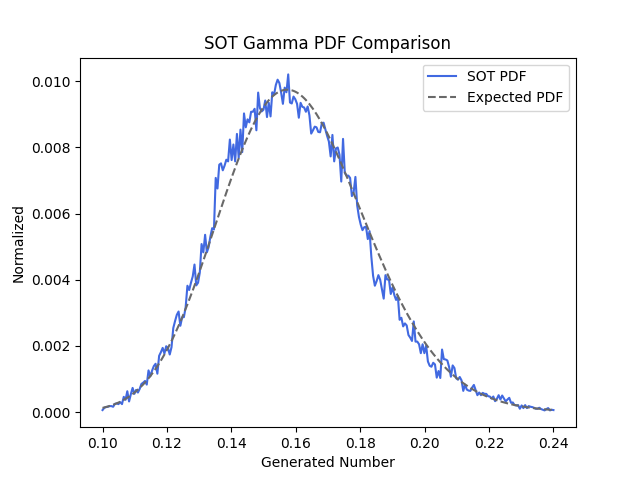 SOT Gamma PDF Comparison
SOT PDF
Expected PDF
Normalized
0.010
0.008
0.006
0.004
0.002
0.000
0.10 0.12 0.14 0.16 0.18 0.20 0.22 0.24
Generated Number